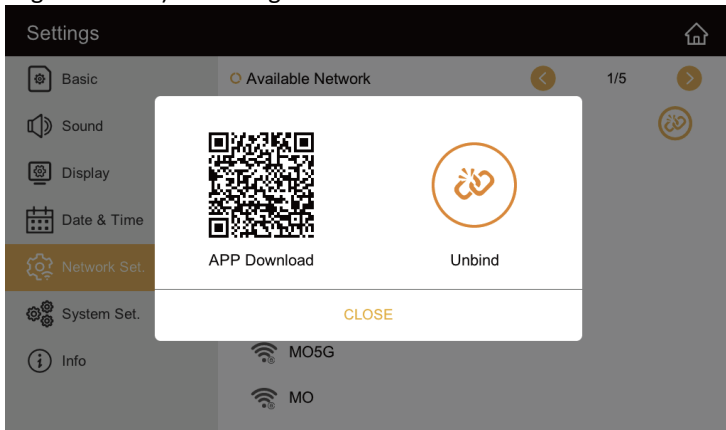 Settings
Basic
Available Network
1/5
Sound
Display
Date & Time
Network Set.
APP Download
Unbind
System Set.
CLOSE
Info
MO5G
MO